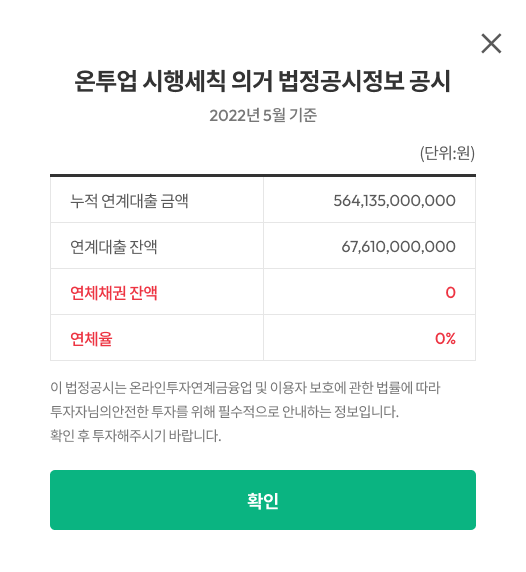 온투업 시행세칙 의거 법정공시정보 공시
2022년 5월 기준
(단위:원)
누적 연계대출 금액 564,135,000,000
연계대출 잔액 67,610,000,000
연체채권 잔액 0
연체율 0%
이 법정공시는 온라인투자연계금융업 및 이용자 보호에 관한 법률에 따라
투자자님의안전한 투자를 위해 필수적으로 안내하는 정보입니다.
확인 후 투자해주시기 바랍니다.
확인